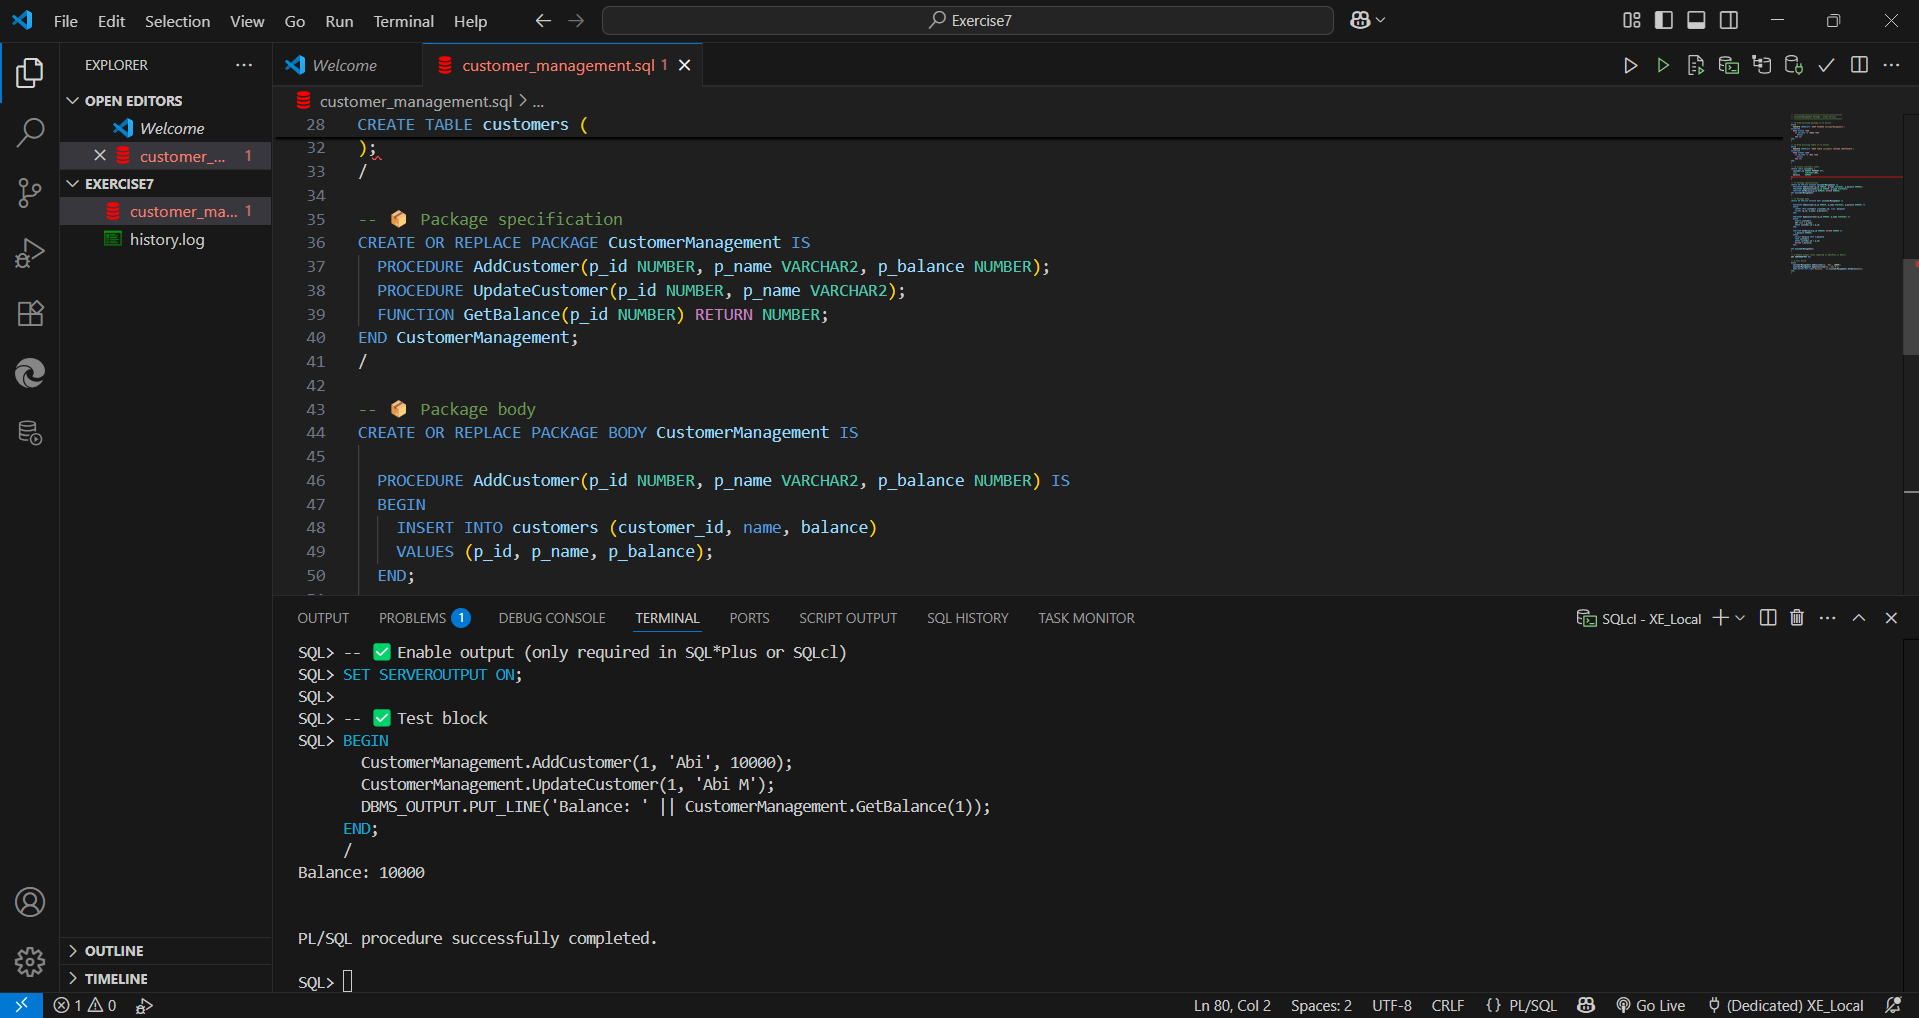 File Edit Selection View Go Run Terminal Help
Exercise7
EXPLORER
OPEN EDITORS
Welcome
customer_... 1
EXERCISE7
customer_ma... 1
history.log
OUTLINE
TIMELINE
Welcome
customer_management.sql 1
customer_management.sql > ...
28 CREATE TABLE customers (
32 );
33 /
34
35 -- 📦 Package specification
36 CREATE OR REPLACE PACKAGE CustomerManagement IS
37 PROCEDURE AddCustomer(p_id NUMBER, p_name VARCHAR2, p_balance NUMBER);
38 PROCEDURE UpdateCustomer(p_id NUMBER, p_name VARCHAR2);
39 FUNCTION GetBalance(p_id NUMBER) RETURN NUMBER;
40 END CustomerManagement;
41 /
42
43 -- 📦 Package body
44 CREATE OR REPLACE PACKAGE BODY CustomerManagement IS
45
46 PROCEDURE AddCustomer(p_id NUMBER, p_name VARCHAR2, p_balance NUMBER) IS
47 BEGIN
48 INSERT INTO customers (customer_id, name, balance)
49 VALUES (p_id, p_name, p_balance);
50 END;
OUTPUT PROBLEMS 1 DEBUG CONSOLE TERMINAL PORTS SCRIPT OUTPUT SQL HISTORY TASK MONITOR
SQLcl - XE_Local
SQL> -- ✅ Enable output (only required in SQL*Plus or SQLcl)
SQL> SET SERVEROUTPUT ON;
SQL>
SQL> -- ✅ Test block
SQL> BEGIN
CustomerManagement.AddCustomer(1, 'Abi', 10000);
CustomerManagement.UpdateCustomer(1, 'Abi M');
DBMS_OUTPUT.PUT_LINE('Balance: ' || CustomerManagement.GetBalance(1));
END;
/
Balance: 10000
PL/SQL procedure successfully completed.
SQL>
1 0
Ln 80, Col 2 Spaces: 2 UTF-8 CRLF {} PL/SQL Go Live (Dedicated) XE_Local